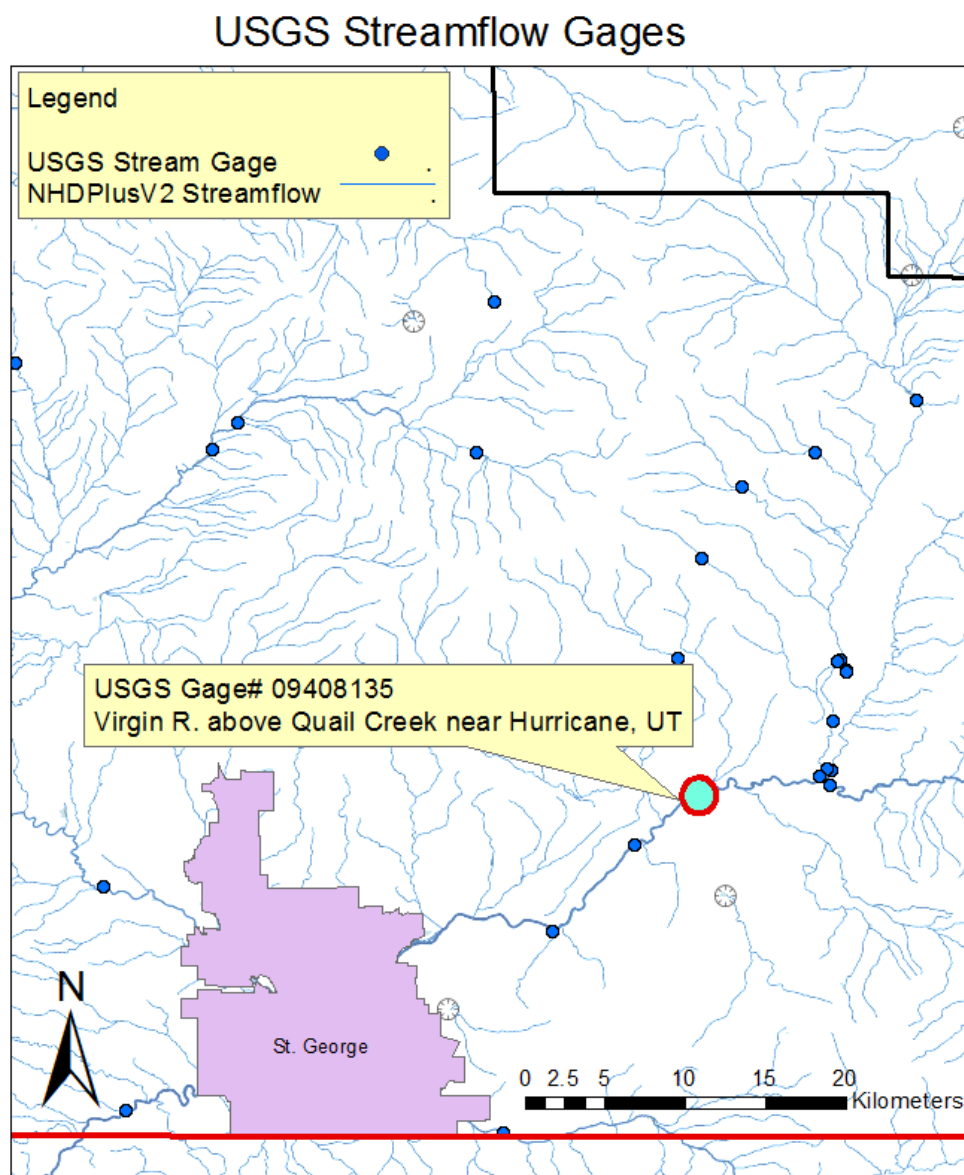 USGS Streamflow Gages
Legend
USGS Stream Gage .
NHDPlusV2 Streamflow .
USGS Gage# 09408135
Virgin R. above Quail Creek near Hurricane, UT
N
St. George
0 2.5 5 10 15 20
Kilometers